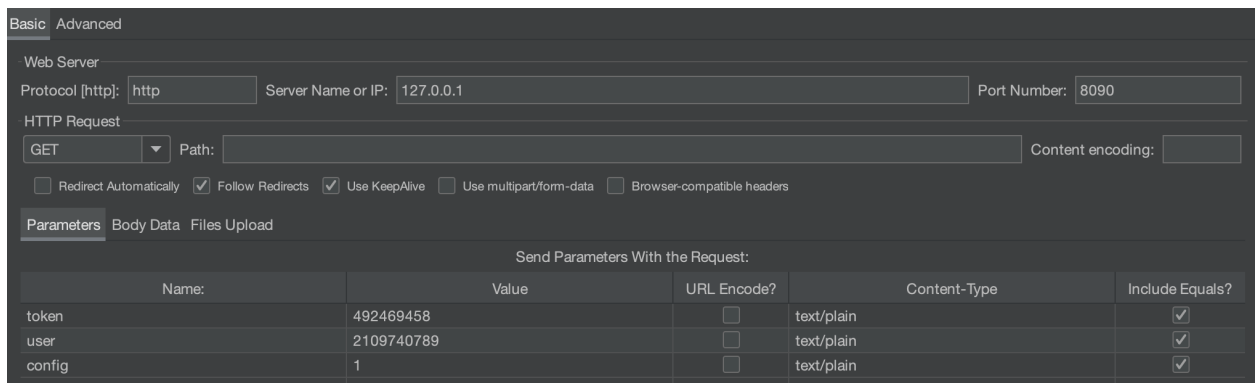 Basic Advanced
Web Server
Protocol [http]: http Server Name or IP: 127.0.0.1 Port Number: 8090
HTTP Request
GET Path: Content encoding:
Redirect Automatically Follow Redirects Use KeepAlive Use multipart/form-data Browser-compatible headers
Parameters Body Data Files Upload
Send Parameters With the Request:
Name: Value URL Encode? Content-Type Include Equals?
token 492469458 text/plain
user 2109740789 text/plain
config 1 text/plain